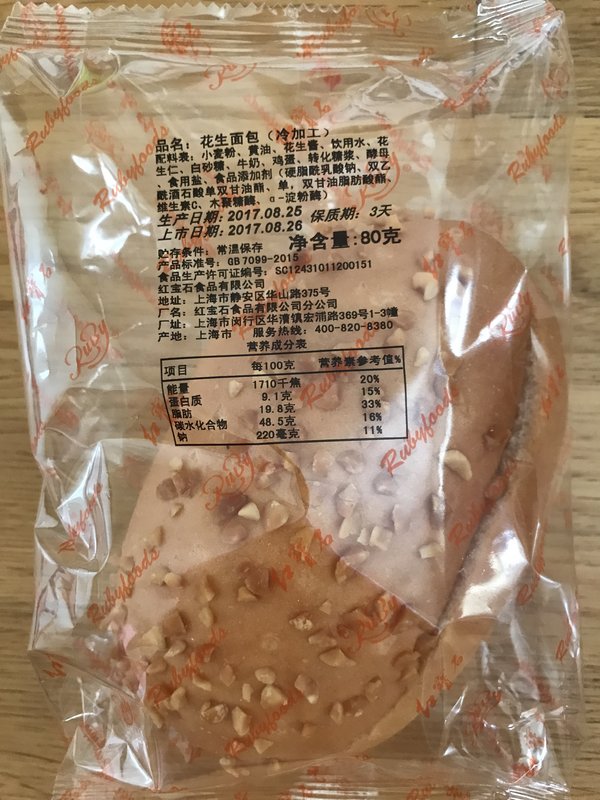 品名：花生面包（冷加工）
配料表：小麦粉、黄油、花生酱、饮用水、花
生仁、白砂糖、牛奶、鸡蛋、转化糖浆、酵母
、食用盐、食品添加剂（硬脂酰乳酸钠、双乙
酰酒石酸单双甘油酯、单，双甘油脂肪酸酯、
维生素C、木聚糖酶、α-淀粉酶）
生产日期：2017.08.25 保质期：3天
上市日期：2017.08.26 净含量：80克
贮存条件：常温保存
产品标准号：GB 7099-2015
食品生产许可证编号：SC12431011200151
红宝石食品有限公司
地址：上海市静安区华山路375号
厂名：红宝石食品有限公司分公司
厂址：上海市闵行区华漕镇宏浦路369号1-3幢
产地：上海市 服务热线：400-820-8380
营养成分表
项目 每100克 营养素参考值%
能量 1710千焦 20%
蛋白质 9.1克 15%
脂肪 19.8克 33%
碳水化合物 48.5克 16%
钠 220毫克 11%
Rubyfoods
Ruby
红宝石